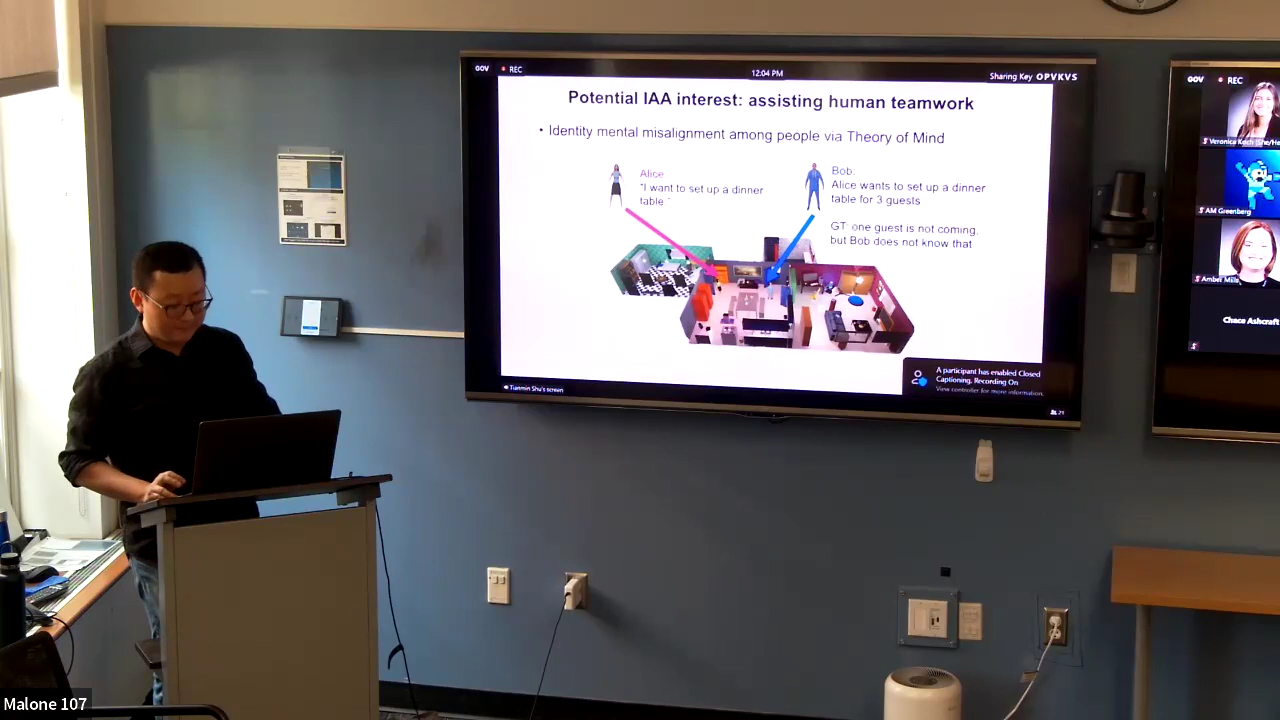 GOV REC
12:04 PM
Sharing Key OPVKVS
Potential IAA interest: assisting human teamwork
• Identity mental misalignment among people via Theory of Mind
Alice
"I want to set up a dinner
table "
Bob:
Alice wants to set up a dinner
table for 3 guests
GT: one guest is not coming,
but Bob does not know that
A participant has enabled Closed
Captioning, Recording On
View controller for more information.
Tianmin Shu's screen
21
GOV REC
AM Greenberg
Chace Ashcraft
Malone 107